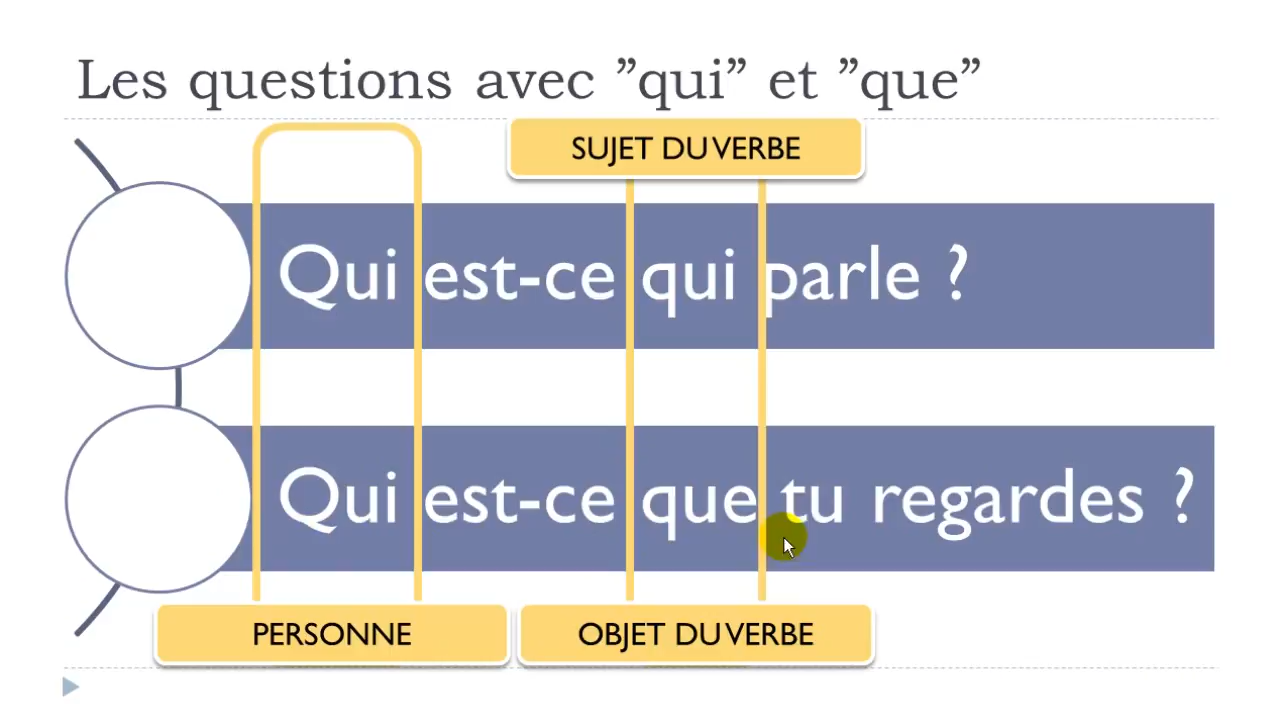 Les questions avec ”qui” et ”que”
SUJET DU VERBE
Qui est-ce qui parle ?
Qui est-ce que tu regardes ?
PERSONNE
OBJET DU VERBE